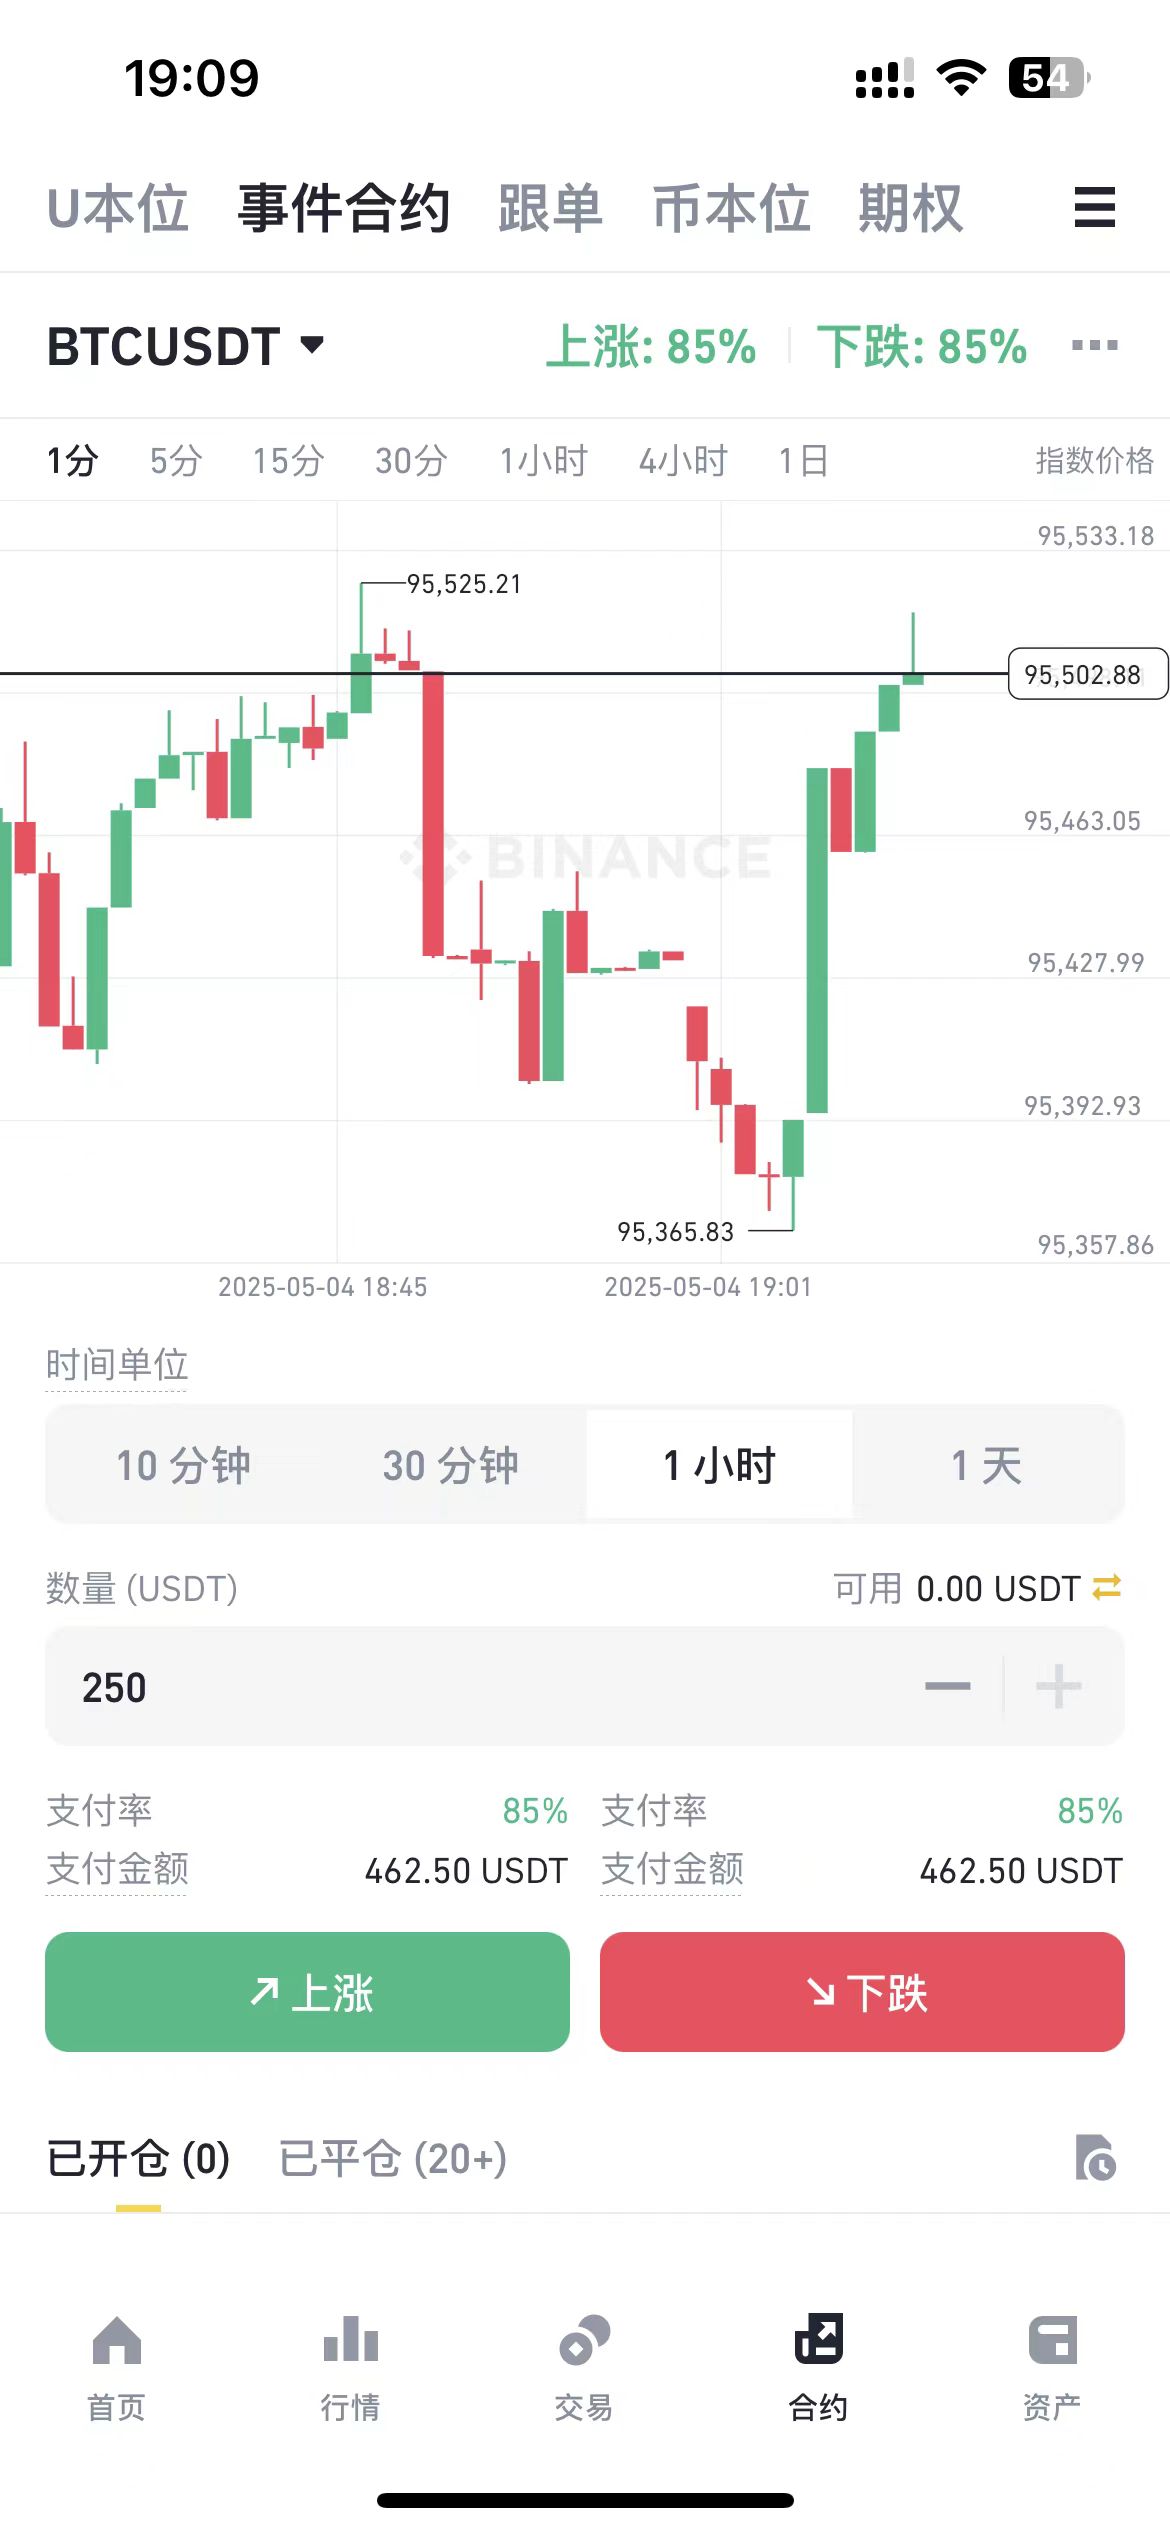 19:09
54
U本位 事件合约 跟单 币本位 期权
BTCUSDT 上涨: 85% 下跌: 85%
1分 5分 15分 30分 1小时 4小时 1日 指数价格
95,533.18
95,525.21
95,502.88
95,463.05
BINANCE
95,427.99
95,392.93
95,365.83
95,357.86
2025-05-04 18:45 2025-05-04 19:01
时间单位
10 分钟 30 分钟 1 小时 1 天
数量 (USDT) 可用 0.00 USDT
250
支付率 85% 支付率 85%
支付金额 462.50 USDT 支付金额 462.50 USDT
上涨 下跌
已开仓 (0) 已平仓 (20+)
首页 行情 交易 合约 资产